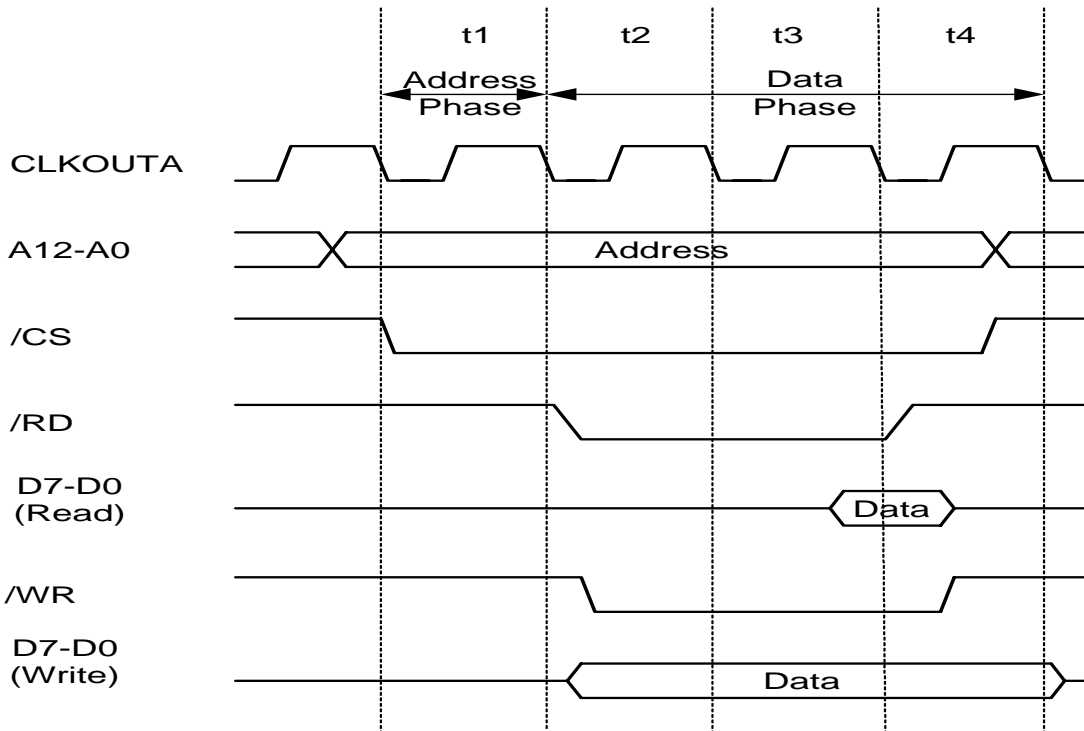 t1 t2 t3 t4
Address Data
Phase Phase
CLKOUTA
A12-A0 Address
/CS
/RD
D7-D0
(Read) Data
/WR
D7-D0
(Write) Data